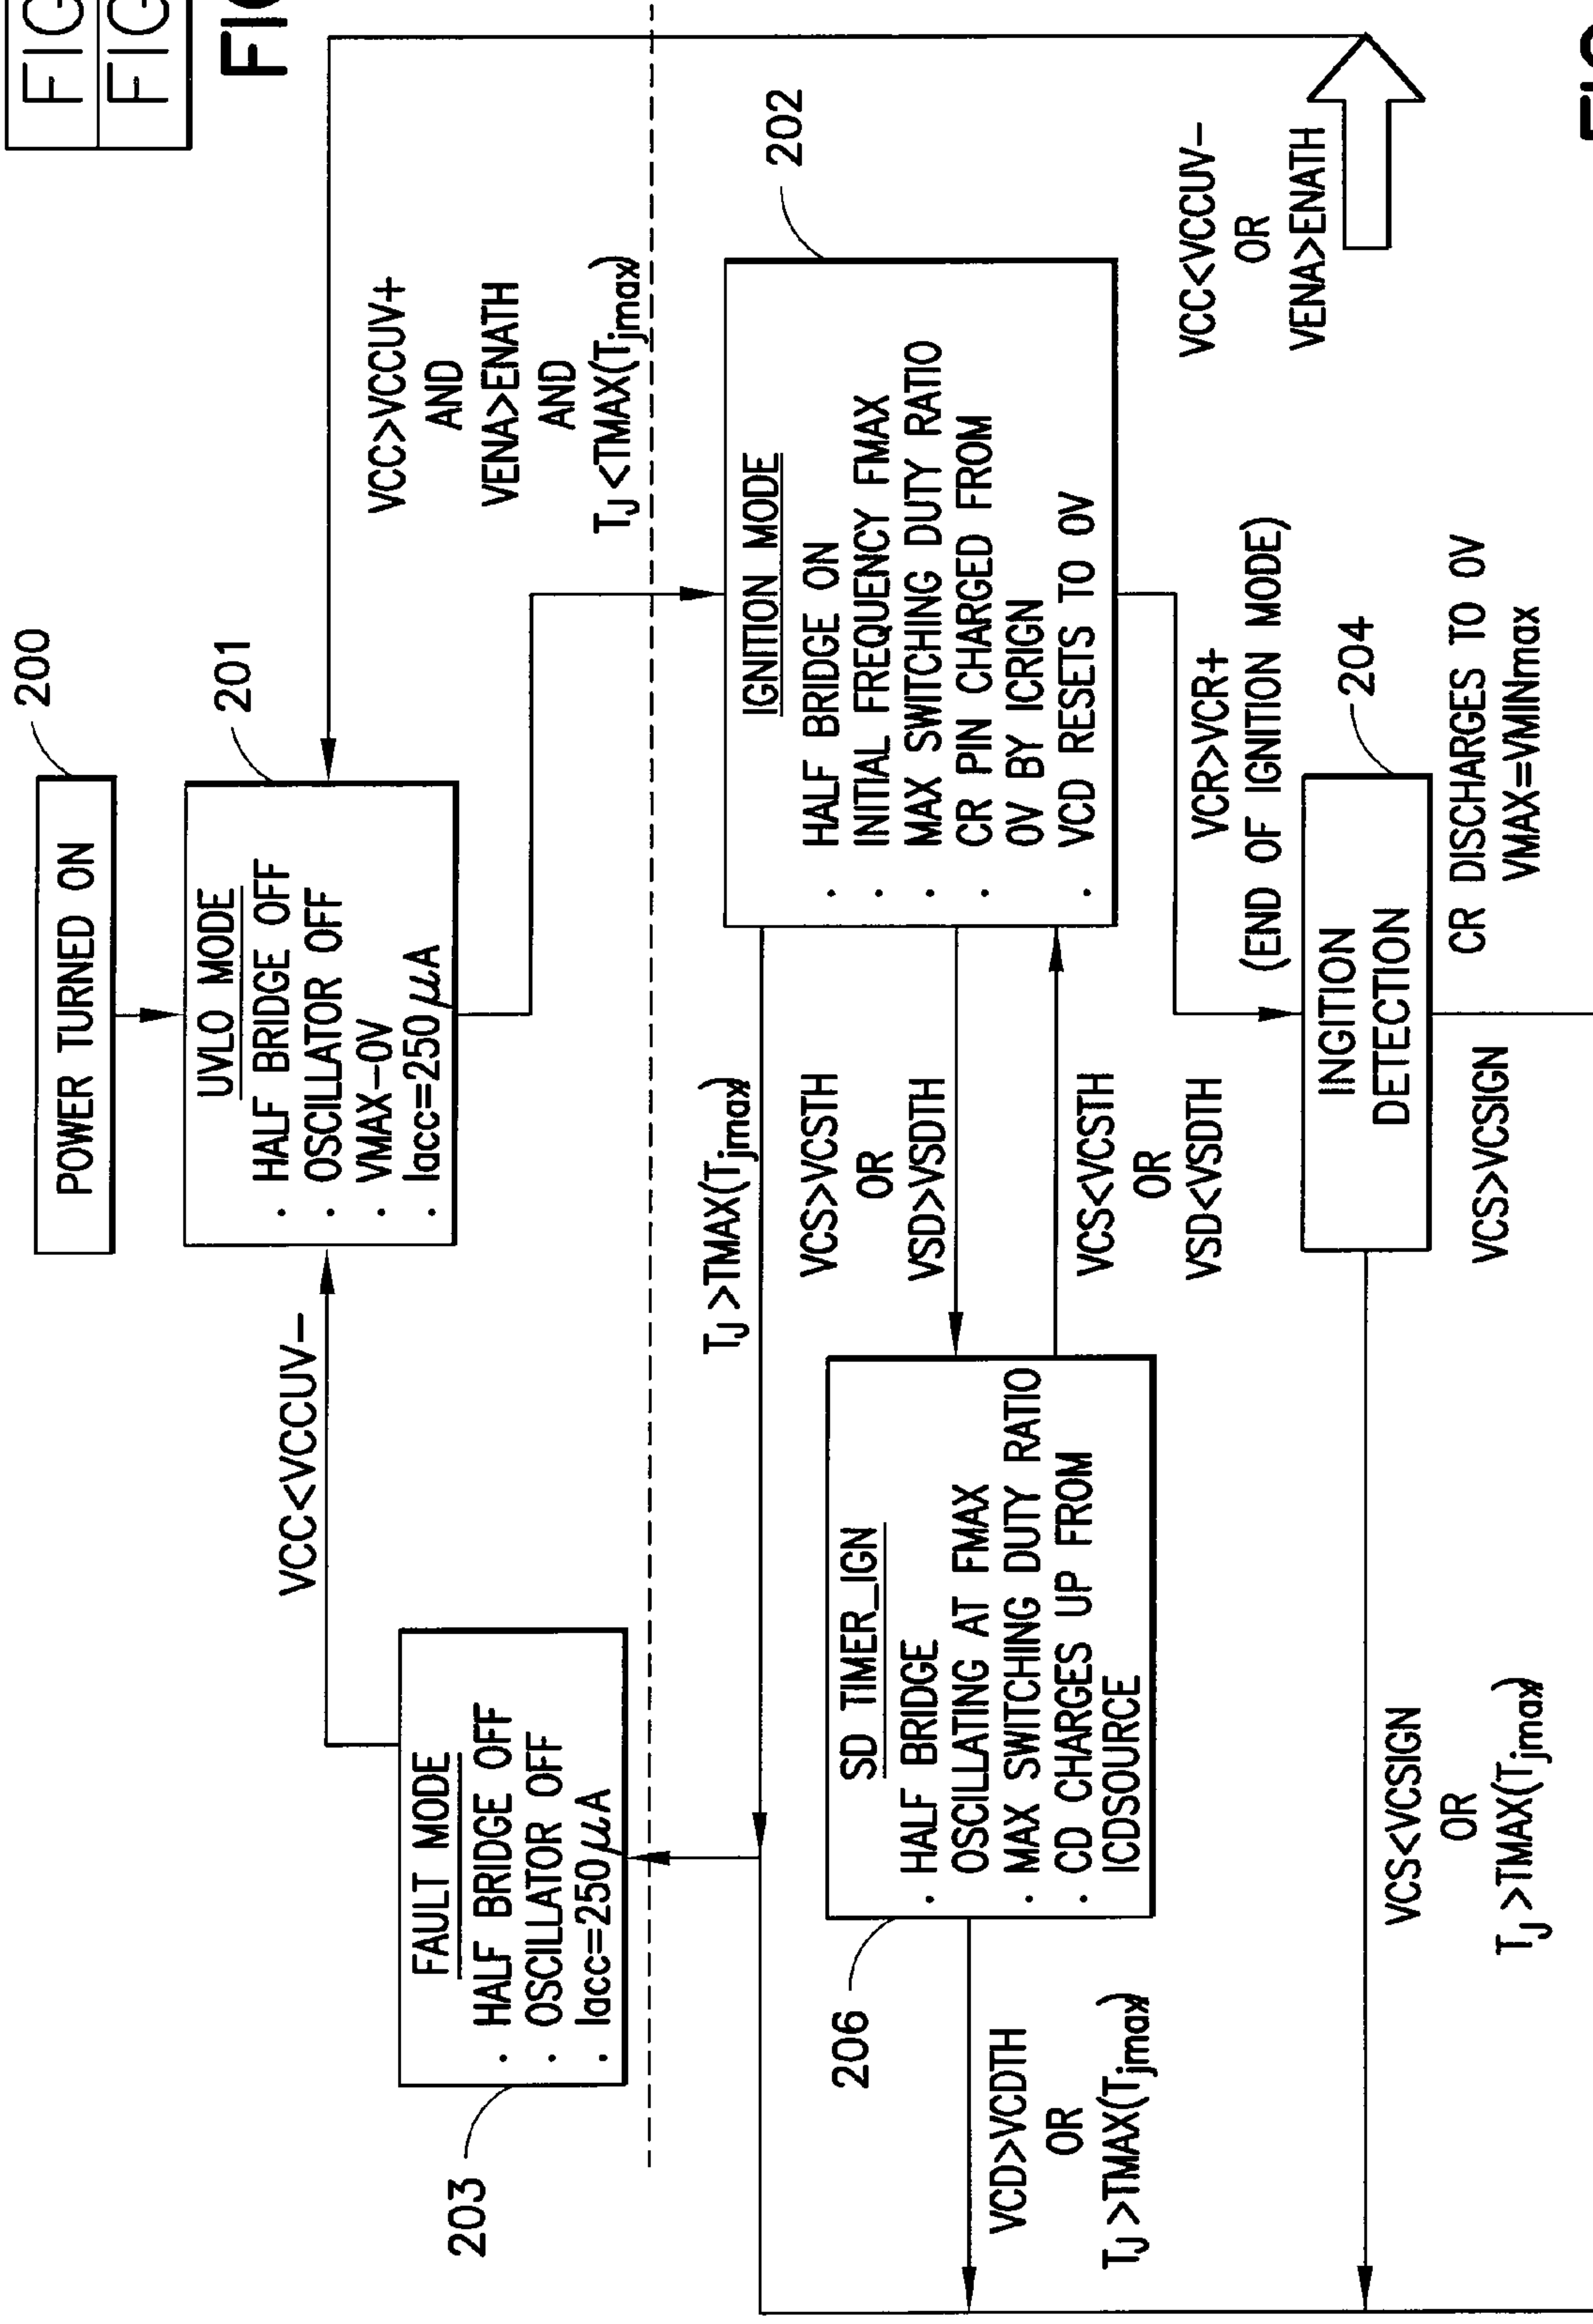 FIG
FIG
FIG
200
POWER TURNED ON
201
UVLO MODE
· HALF BRIDGE OFF
· OSCILLATOR OFF
· VMAX-0V
· Iacc=250μA
VCC<VCCUV-
203
FAULT MODE
· HALF BRIDGE OFF
· OSCILLATOR OFF
· Iacc=250μA
VCC>VCCUV+
AND
VENA>ENATH
AND
TJ<TMAX(Tjmax)
202
IGNITION MODE
· HALF BRIDGE ON
· INITIAL FREQUENCY FMAX
· MAX SWITCHING DUTY RATIO
· CR PIN CHARGED FROM
0V BY ICRIGN
· VCD RESETS TO 0V
TJ>TMAX(Tjmax)
VCS>VCSTH
OR
VSD>VSDTH
VCS<VCSTH
OR
VSD<VSDTH
206
SD TIMER_IGN
· HALF BRIDGE
OSCILLATING AT FMAX
· MAX SWITCHING DUTY RATIO
· CD CHARGES UP FROM
ICDSOURCE
VCD>VCDTH
OR
TJ>TMAX(Tjmax)
VCC<VCCUV-
OR
VENA>ENATH
VCR>VCR+
(END OF IGNITION MODE)
204
INGITION
DETECTION
VCS<VCSIGN
OR
TJ>TMAX(Tjmax)
VCS>VCSIGN
CR DISCHARGES TO 0V
VMAX=VMINmax